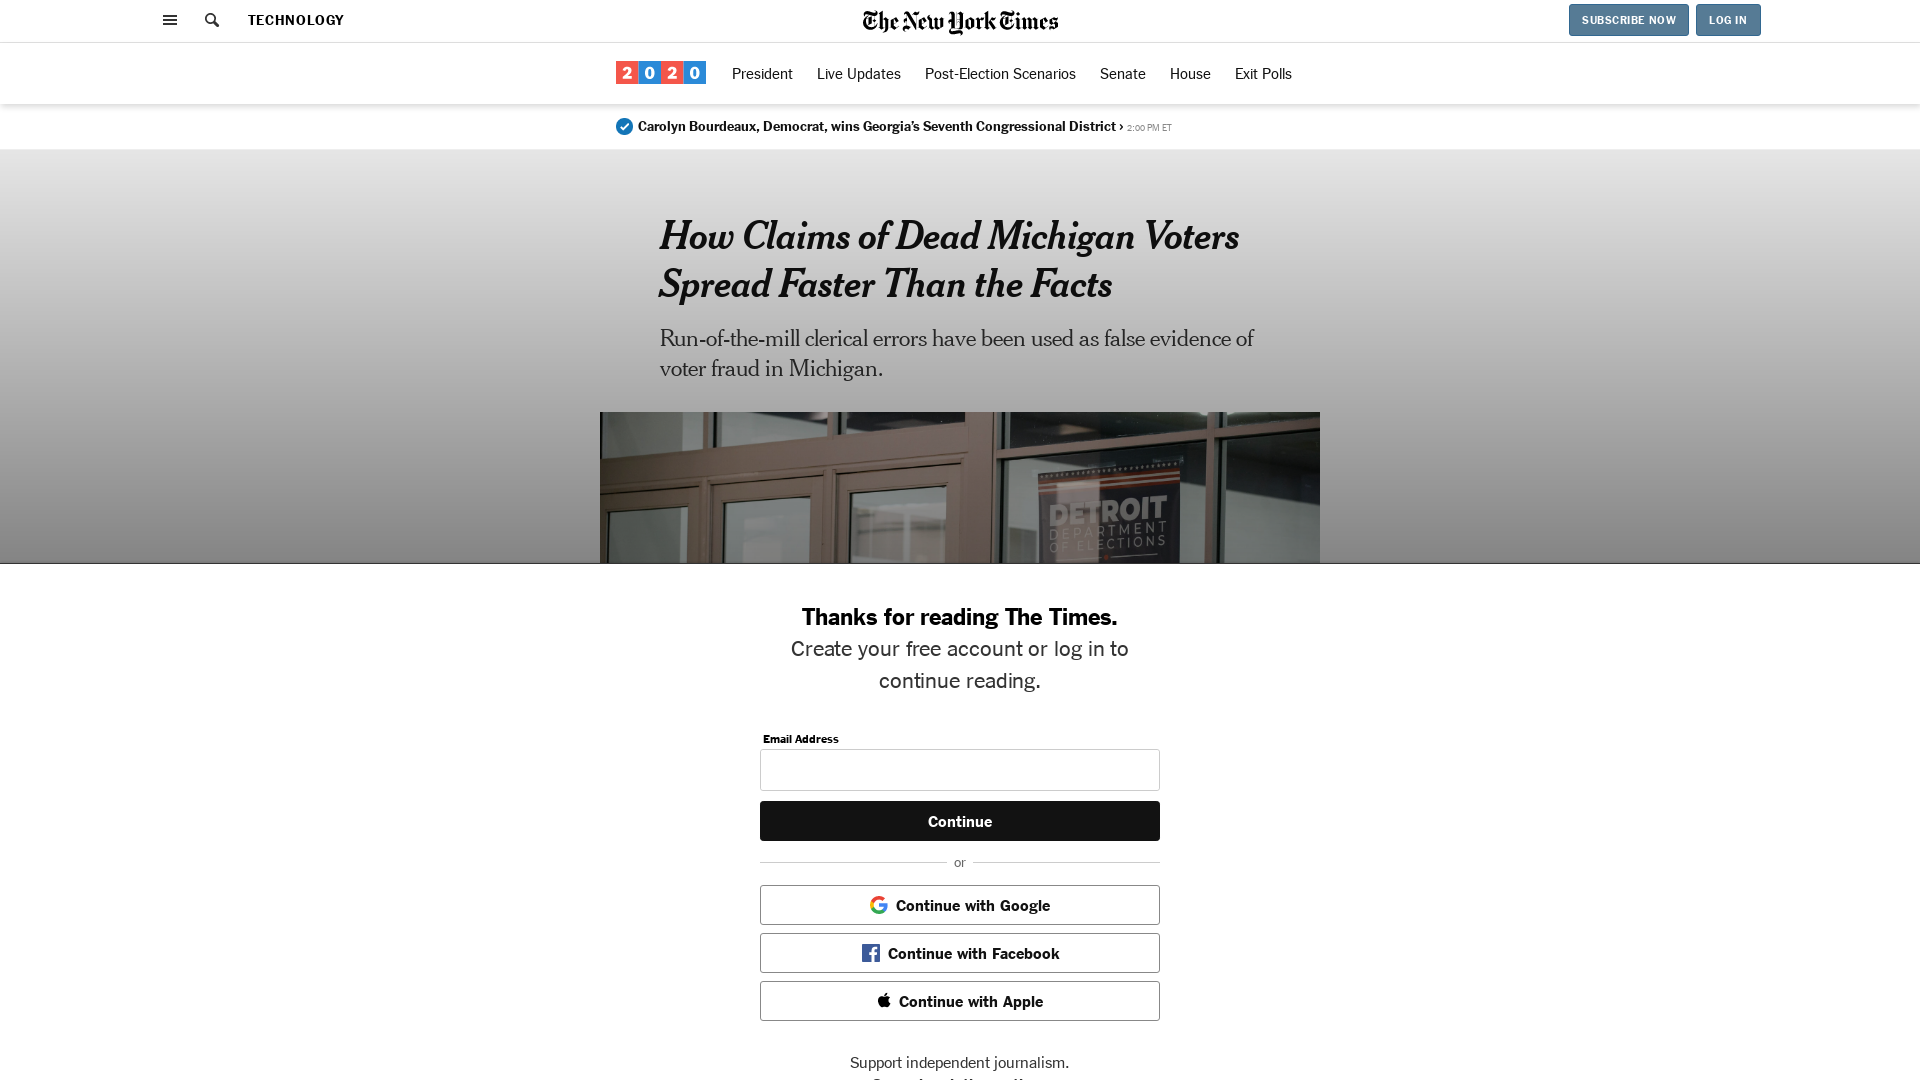 TECHNOLOGY
The New York Times
SUBSCRIBE NOW
LOG IN
2020
President
Live Updates
Post-Election Scenarios
Senate
House
Exit Polls
Carolyn Bourdeaux, Democrat, wins Georgia’s Seventh Congressional District › 2:00 PM ET
How Claims of Dead Michigan Voters
Spread Faster Than the Facts
Run-of-the-mill clerical errors have been used as false evidence of
voter fraud in Michigan.
DETROIT
DEPARTMENT
OF ELECTIONS
Thanks for reading The Times.
Create your free account or log in to
continue reading.
Email Address
Continue
or
Continue with Google
Continue with Facebook
Continue with Apple
Support independent journalism.